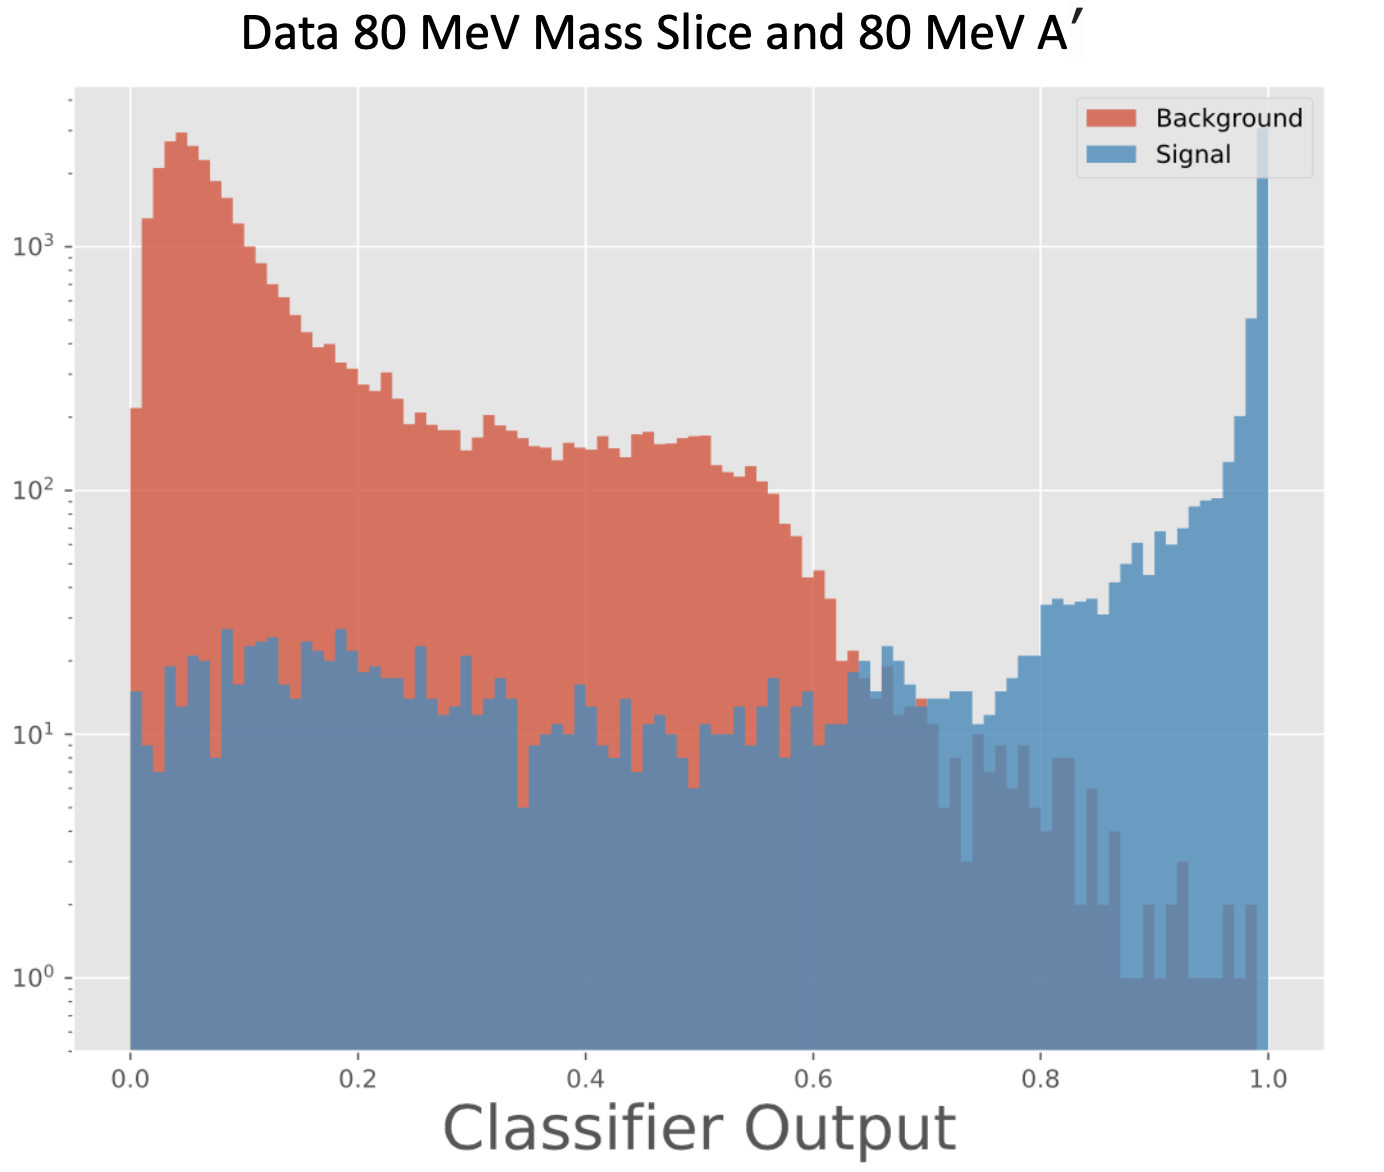 Data 80 MeV Mass Slice and 80 MeV A′
Background
Signal
10³
10²
10¹
10⁰
0.0 0.2 0.4 0.6 0.8 1.0
Classifier Output